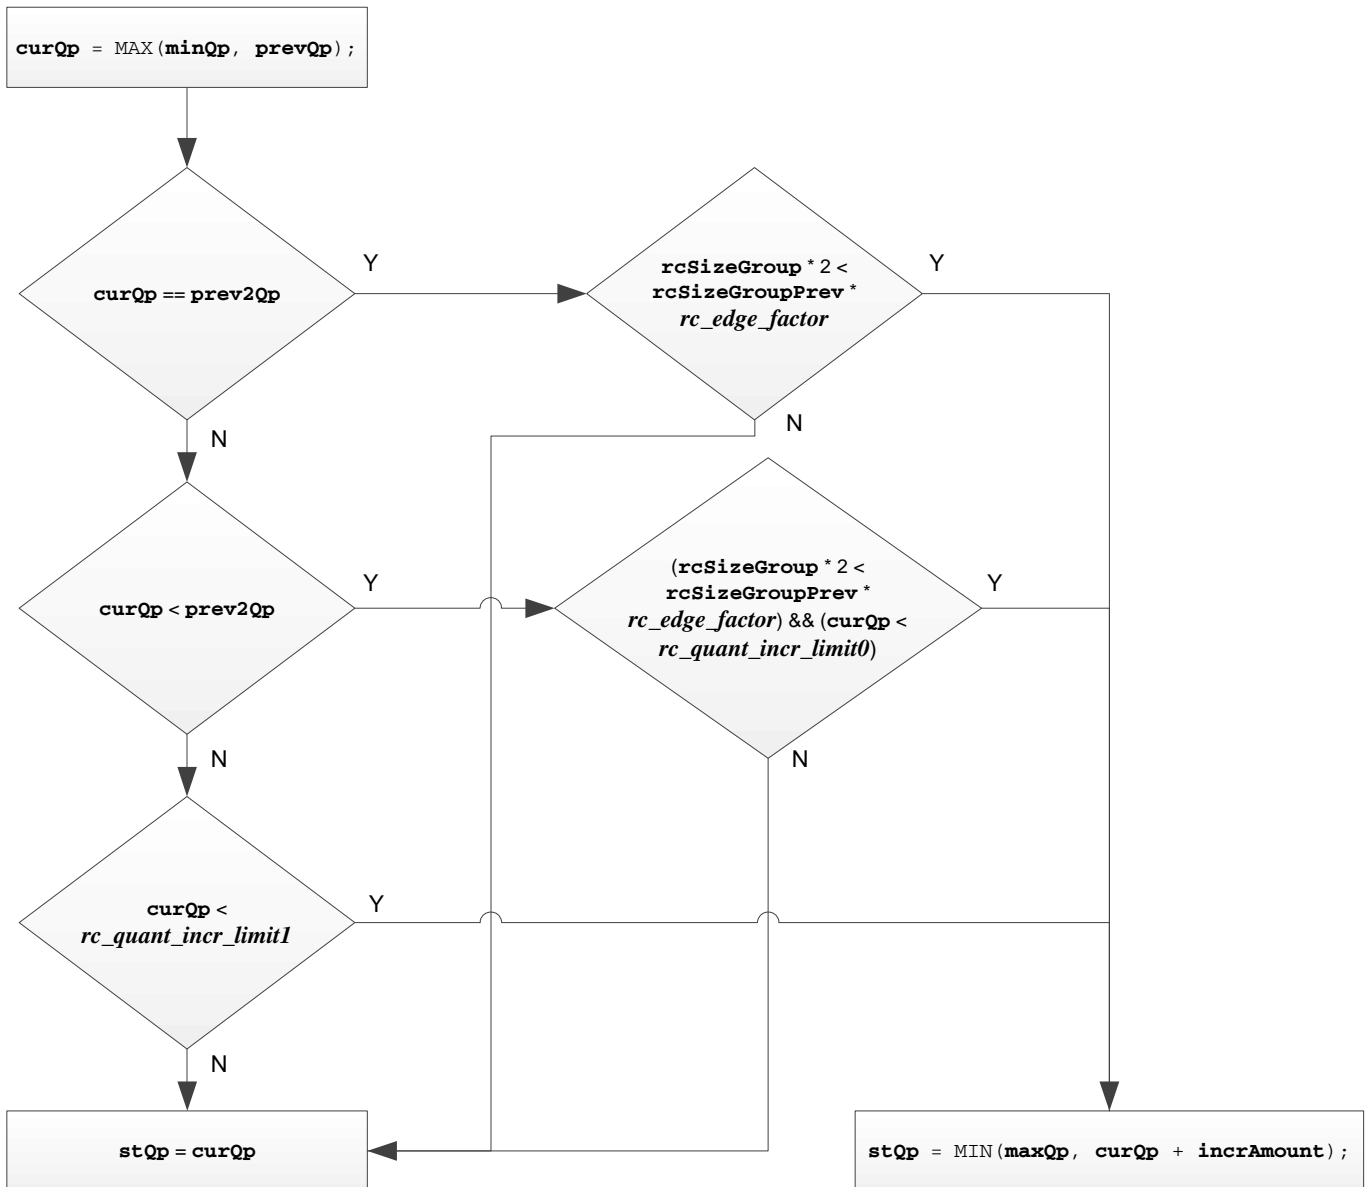 curQp = MAX(minQp, prevQp);
curQp == prev2Qp
Y
N
rcSizeGroup * 2 <
rcSizeGroupPrev *
rc_edge_factor
Y
N
curQp < prev2Qp
Y
N
(rcSizeGroup * 2 <
rcSizeGroupPrev *
rc_edge_factor) && (curQp <
rc_quant_incr_limit0)
Y
N
curQp <
rc_quant_incr_limit1
Y
N
stQp = curQp
stQp = MIN(maxQp, curQp + incrAmount);